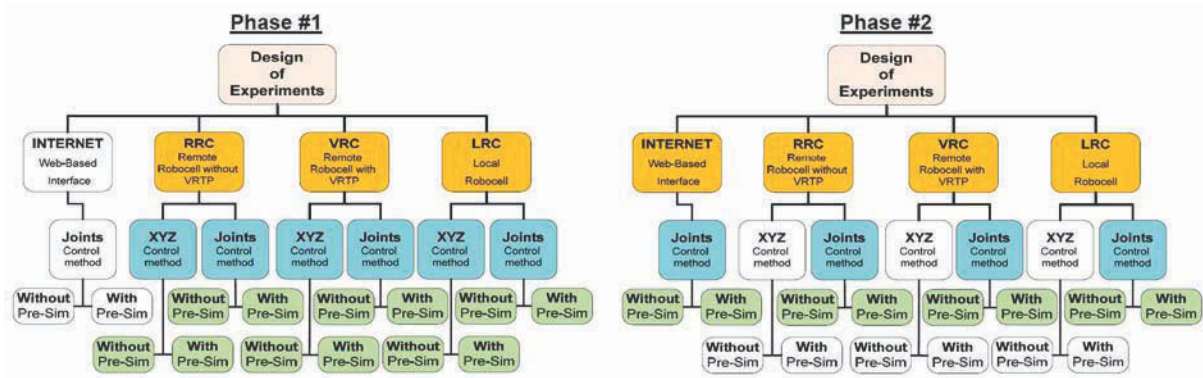 Phase #1
Design
of
Experiments
INTERNET
Web-Based
Interface
RRC
Remote
Robocell without
VRTP
VRC
Remote
Robocell with
VRTP
LRC
Local
Robocell
Joints
Control
method
XYZ
Control
method
Joints
Control
method
XYZ
Control
method
Joints
Control
method
XYZ
Control
method
Joints
Control
method
Without
Pre-Sim
With
Pre-Sim
Without
Pre-Sim
With
Pre-Sim
Without
Pre-Sim
With
Pre-Sim
Without
Pre-Sim
With
Pre-Sim
Without
Pre-Sim
With
Pre-Sim
Without
Pre-Sim
With
Pre-Sim
Without
Pre-Sim
With
Pre-Sim
Phase #2
Design
of
Experiments
INTERNET
Web-Based
Interface
RRC
Remote
Robocell without
VRTP
VRC
Remote
Robocell with
VRTP
LRC
Local
Robocell
Joints
Control
method
XYZ
Control
method
Joints
Control
method
XYZ
Control
method
Joints
Control
method
XYZ
Control
method
Joints
Control
method
Without
Pre-Sim
With
Pre-Sim
Without
Pre-Sim
With
Pre-Sim
Without
Pre-Sim
With
Pre-Sim
Without
Pre-Sim
With
Pre-Sim
Without
Pre-Sim
With
Pre-Sim
Without
Pre-Sim
With
Pre-Sim
Without
Pre-Sim
With
Pre-Sim